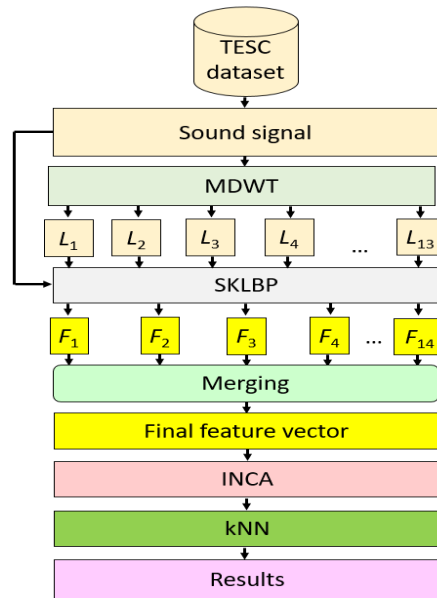 TESC
dataset
Sound signal
MDWT
L1 L2 L3 L4 ... L13
SKLBP
F1 F2 F3 F4 ... F14
Merging
Final feature vector
INCA
kNN
Results